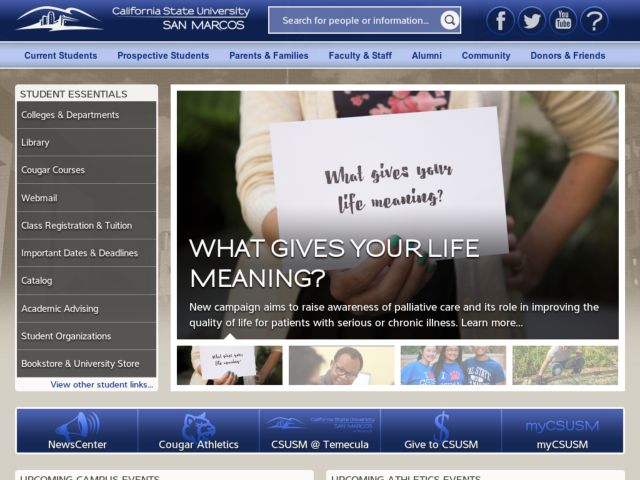 California State University
SAN MARCOS
Search for people or information...
You
Tube
?
Current Students
Prospective Students
Parents & Families
Faculty & Staff
Alumni
Community
Donors & Friends
STUDENT ESSENTIALS
Colleges & Departments
Library
Cougar Courses
Webmail
Class Registration & Tuition
Important Dates & Deadlines
Catalog
Academic Advising
Student Organizations
Bookstore & University Store
View other student links...
What gives your
life meaning?
WHAT GIVES YOUR LIFE
MEANING?
New campaign aims to raise awareness of palliative care and its role in improving the
quality of life for patients with serious or chronic illness. Learn more...
What gives your
life meaning?
NewsCenter
Cougar Athletics
California State University
SAN MARCOS
CSUSM @ Temecula
$
Give to CSUSM
myCSUSM
myCSUSM
UPCOMING CAMPUS EVENTS
UPCOMING ATHLETICS EVENTS